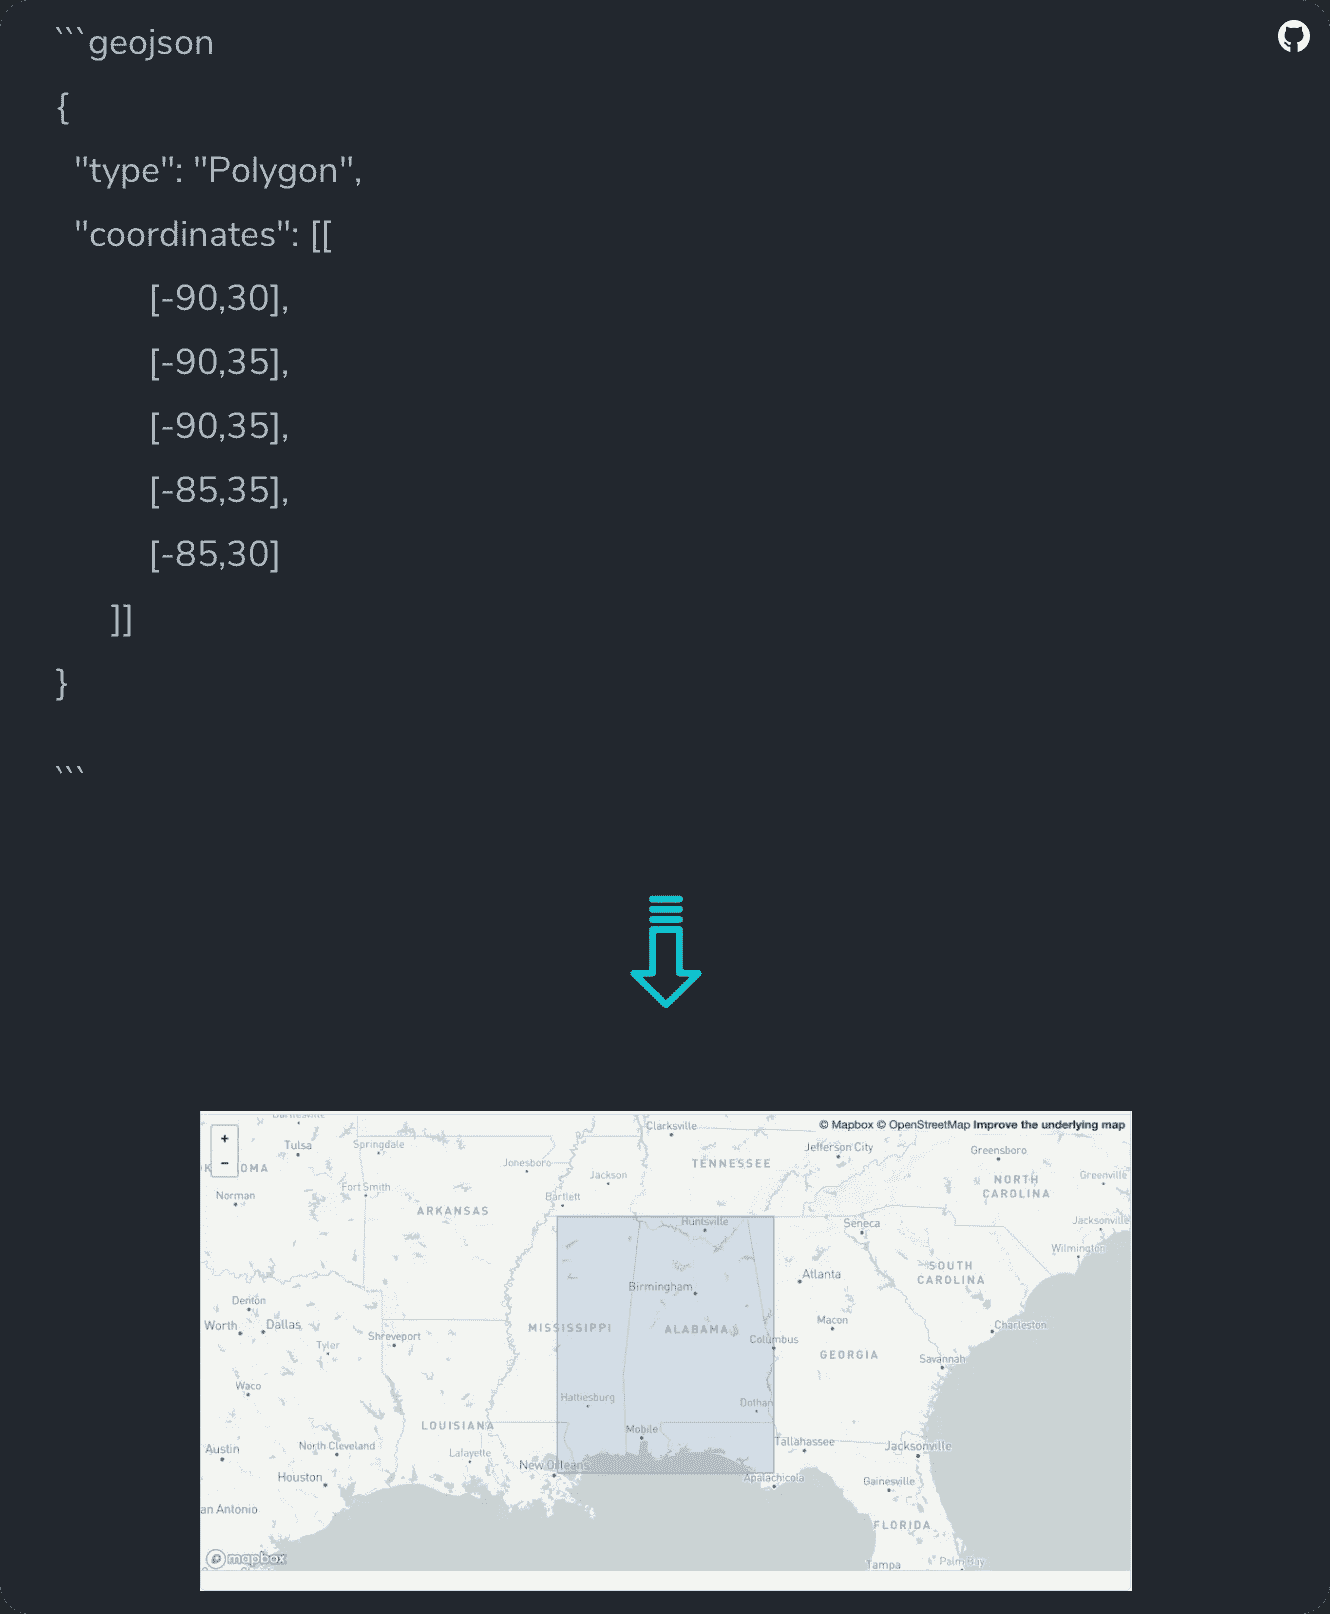 ```geojson
{
"type": "Polygon",
"coordinates": [[
[-90,30],
[-90,35],
[-90,35],
[-85,35],
[-85,30]
]]
}
```
© Mapbox © OpenStreetMap Improve the underlying map
+
−
Clarksville
Tulsa
Springdale
Jefferson City
Greensboro
TENNESSEE
Jonesboro
Jackson
NORTH CAROLINA
Greenville
Norman
Fort Smith
Bartlett
ARKANSAS
Huntsville
Seneca
Jacksonville
Wilmington
SOUTH CAROLINA
Atlanta
Birmingham
Denton
Worth
Dallas
MISSISSIPPI
ALABAMA
Macon
Charleston
Tyler
Shreveport
Columbus
GEORGIA
Savannah
Waco
Hattiesburg
Dothan
LOUISIANA
Mobile
Austin
North Cleveland
Lafayette
Tallahassee
Jacksonville
New Orleans
Houston
Apalachicola
Gainesville
an Antonio
FLORIDA
mapbox
Tampa
Palm Bay